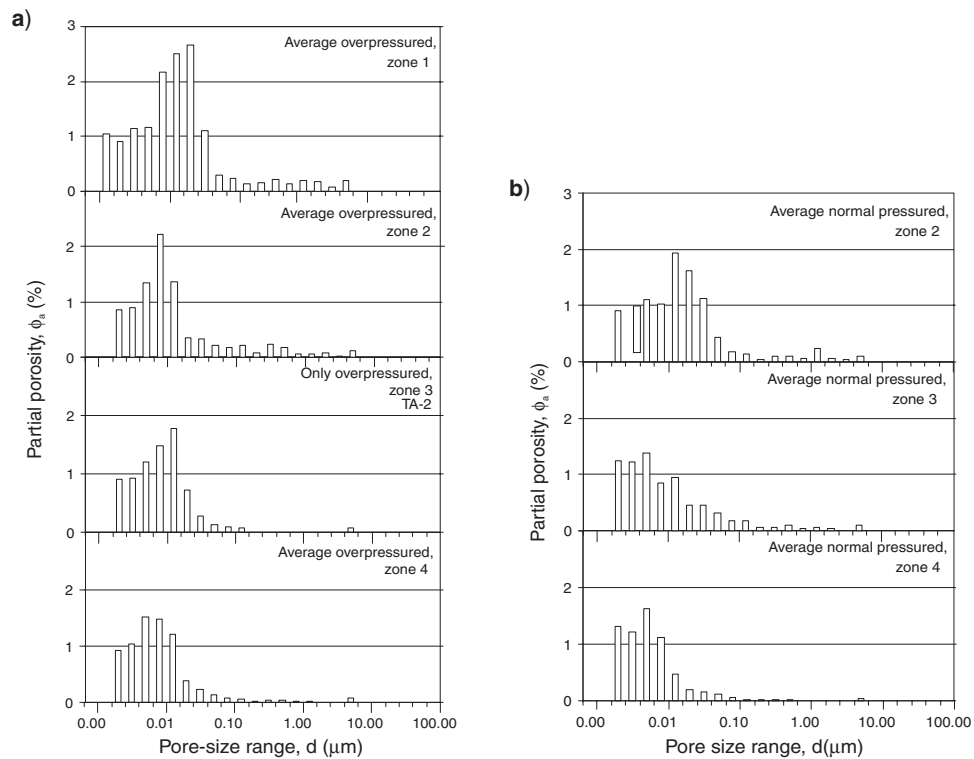 a)
Partial porosity, ϕa (%)
3
2
1
0
Average overpressured,
zone 1
2
1
0
Average overpressured,
zone 2
2
1
0
Only overpressured,
zone 3
TA-2
2
1
0
Average overpressured,
zone 4
0.00 0.01 0.10 1.00 10.00 100.00
Pore-size range, d (μm)
b)
Partial porosity, ϕa (%)
3
2
1
0
Average normal pressured,
zone 2
2
1
0
Average normal pressured,
zone 3
2
1
0
Average normal pressured,
zone 4
0.00 0.01 0.10 1.00 10.00 100.00
Pore size range, d(μm)